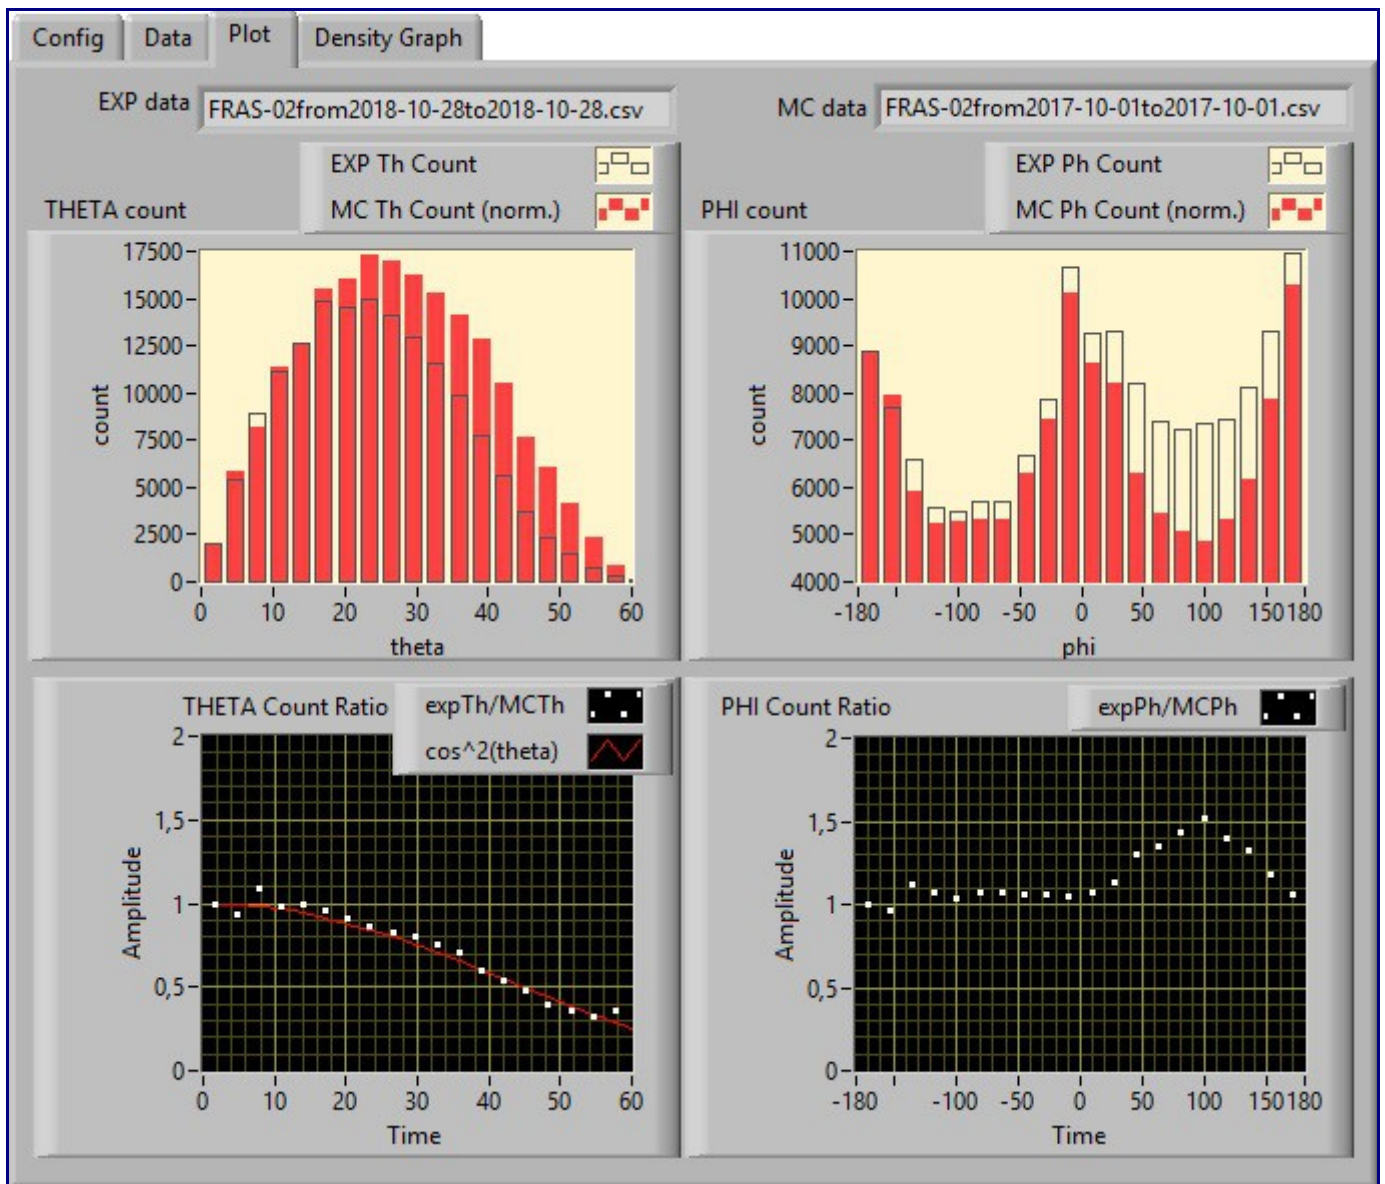 Config Data Plot Density Graph
EXP data FRAS-02from2018-10-28to2018-10-28.csv
MC data FRAS-02from2017-10-01to2017-10-01.csv
EXP Th Count
THETA count MC Th Count (norm.)
17500
15000
12500
10000
7500
5000
2500
0
count
0 10 20 30 40 50 60
theta
EXP Ph Count
PHI count MC Ph Count (norm.)
11000
10000
9000
8000
7000
6000
5000
4000
count
-180 -100 -50 0 50 100 150 180
phi
THETA Count Ratio expTh/MCTh
cos^2(theta)
2
1,5
1
0,5
0
Amplitude
0 10 20 30 40 50 60
Time
PHI Count Ratio expPh/MCPh
2
1,5
1
0,5
0
Amplitude
-180 -100 -50 0 50 100 150 180
Time